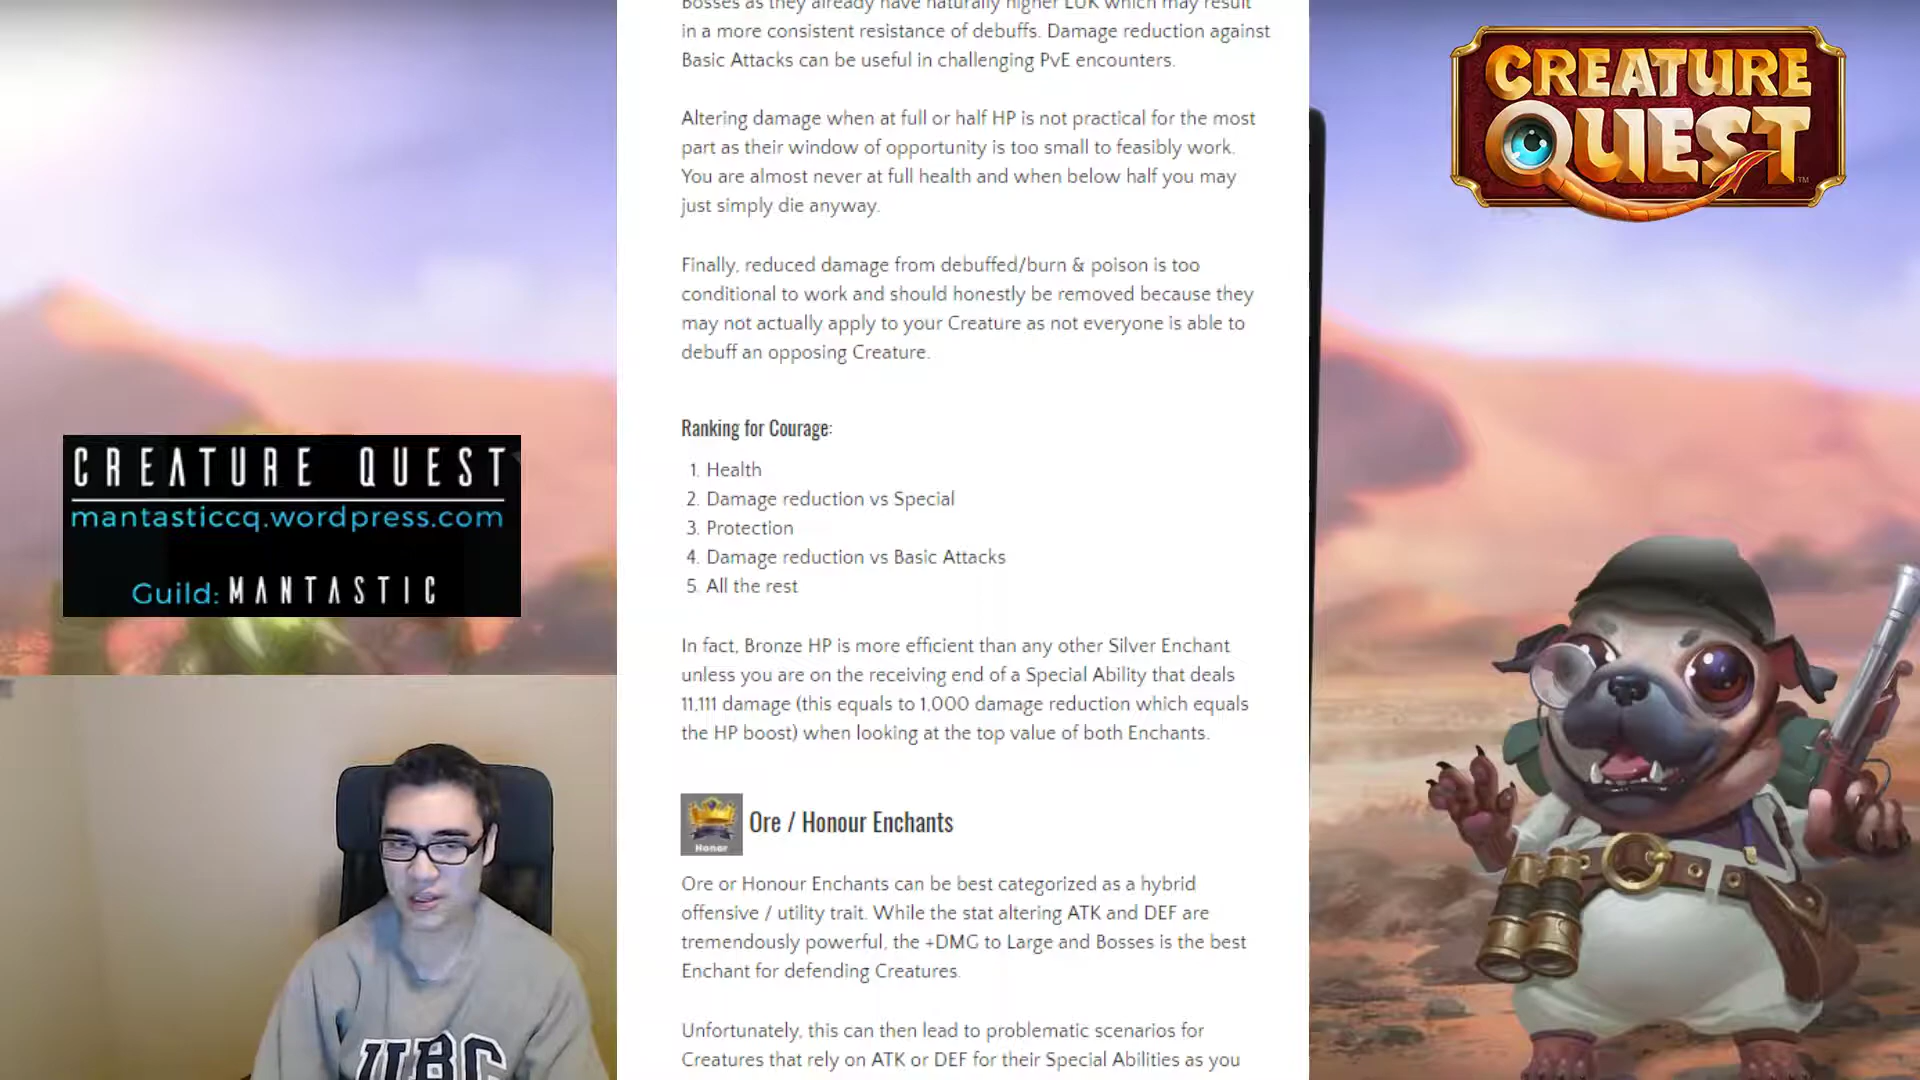 Bosses as they already have naturally higher LUK which may result
in a more consistent resistance of debuffs. Damage reduction against
Basic Attacks can be useful in challenging PvE encounters.
Altering damage when at full or half HP is not practical for the most
part as their window of opportunity is too small to feasibly work.
You are almost never at full health and when below half you may
just simply die anyway.
Finally, reduced damage from debuffed/burn & poison is too
conditional to work and should honestly be removed because they
may not actually apply to your Creature as not everyone is able to
debuff an opposing Creature.
Ranking for Courage:
1. Health
2. Damage reduction vs Special
3. Protection
4. Damage reduction vs Basic Attacks
5. All the rest
In fact, Bronze HP is more efficient than any other Silver Enchant
unless you are on the receiving end of a Special Ability that deals
11,111 damage (this equals to 1,000 damage reduction which equals
the HP boost) when looking at the top value of both Enchants.
Honor
Ore / Honour Enchants
Ore or Honour Enchants can be best categorized as a hybrid
offensive / utility trait. While the stat altering ATK and DEF are
tremendously powerful, the +DMG to Large and Bosses is the best
Enchant for defending Creatures.
Unfortunately, this can then lead to problematic scenarios for
Creatures that rely on ATK or DEF for their Special Abilities as you
CREATURE QUEST
mantasticcq.wordpress.com
Guild: MANTASTIC
UBC
CREATURE
QUEST
TM